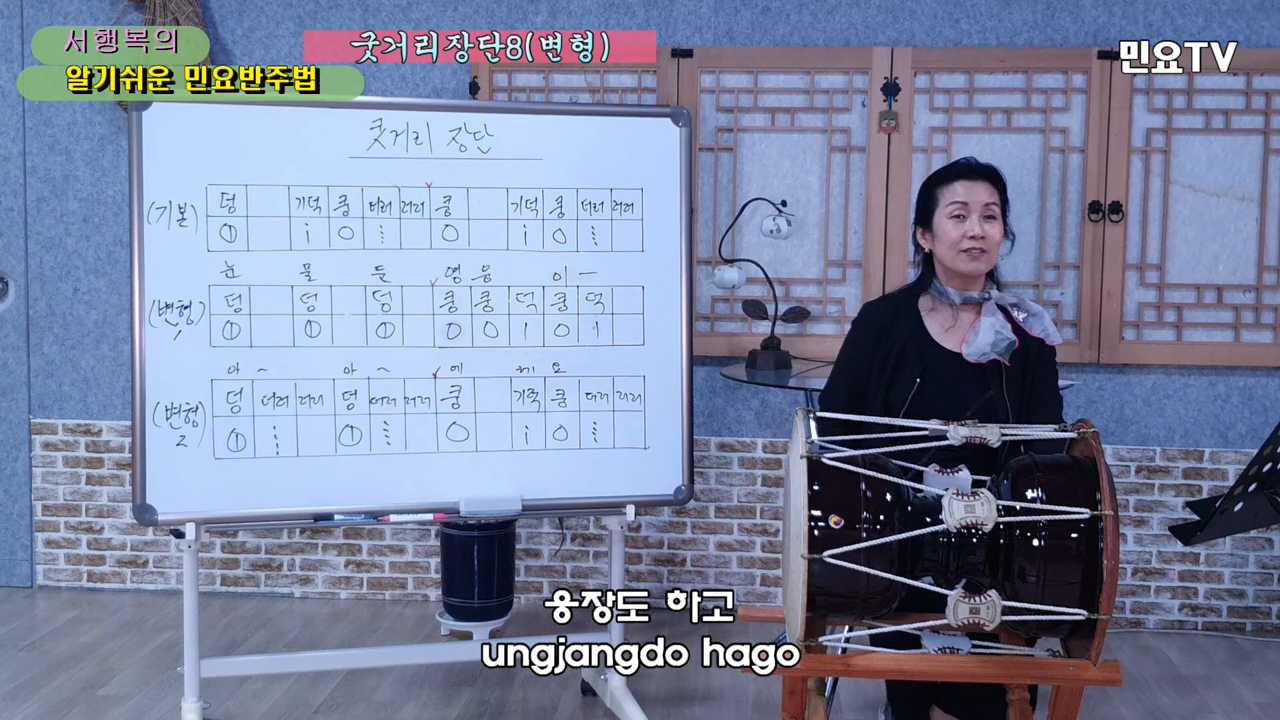 서행복의
알기쉬운 민요반주법
굿거리장단8(변형)
민요TV
굿거리 장단
(기본) 덩 기덕 쿵 더러 러러 쿵 기덕 쿵 더러 러러
눈 물 든 영 웅 이 ー
(변형) 1 덩 덩 덩 쿵 쿵 덕 쿵 덕
아 ~ 아 ~ 에 헤 요
(변형) 2 덩 더러 러러 덩 더러 러러 쿵 기덕 쿵 더러 러러
웅장도 하고
ungjangdo hago